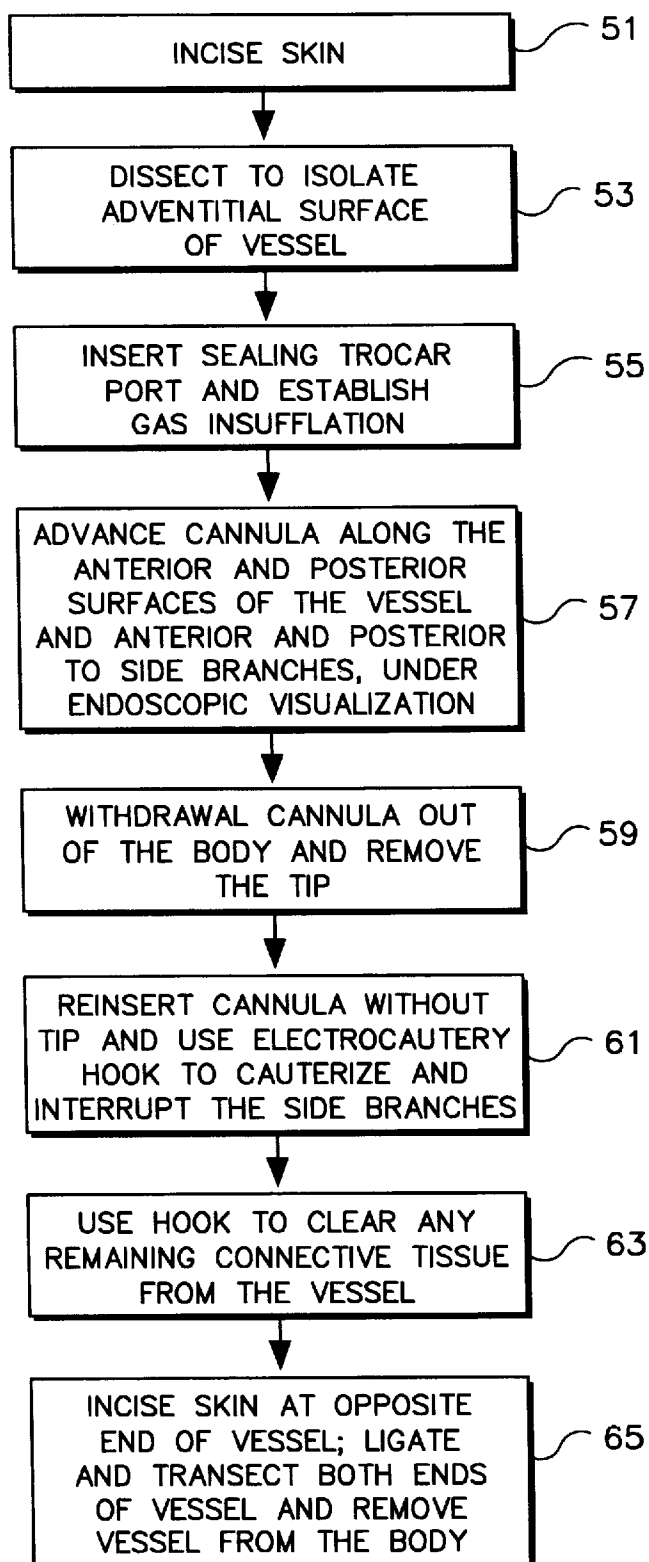 INCISE SKIN
51
DISSECT TO ISOLATE
ADVENTITIAL SURFACE
OF VESSEL
53
INSERT SEALING TROCAR
PORT AND ESTABLISH
GAS INSUFFLATION
55
ADVANCE CANNULA ALONG THE
ANTERIOR AND POSTERIOR
SURFACES OF THE VESSEL
AND ANTERIOR AND POSTERIOR
TO SIDE BRANCHES, UNDER
ENDOSCOPIC VISUALIZATION
57
WITHDRAWAL CANNULA OUT
OF THE BODY AND REMOVE
THE TIP
59
REINSERT CANNULA WITHOUT
TIP AND USE ELECTROCAUTERY
HOOK TO CAUTERIZE AND
INTERRUPT THE SIDE BRANCHES
61
USE HOOK TO CLEAR ANY
REMAINING CONNECTIVE TISSUE
FROM THE VESSEL
63
INCISE SKIN AT OPPOSITE
END OF VESSEL; LIGATE
AND TRANSECT BOTH ENDS
OF VESSEL AND REMOVE
VESSEL FROM THE BODY
65